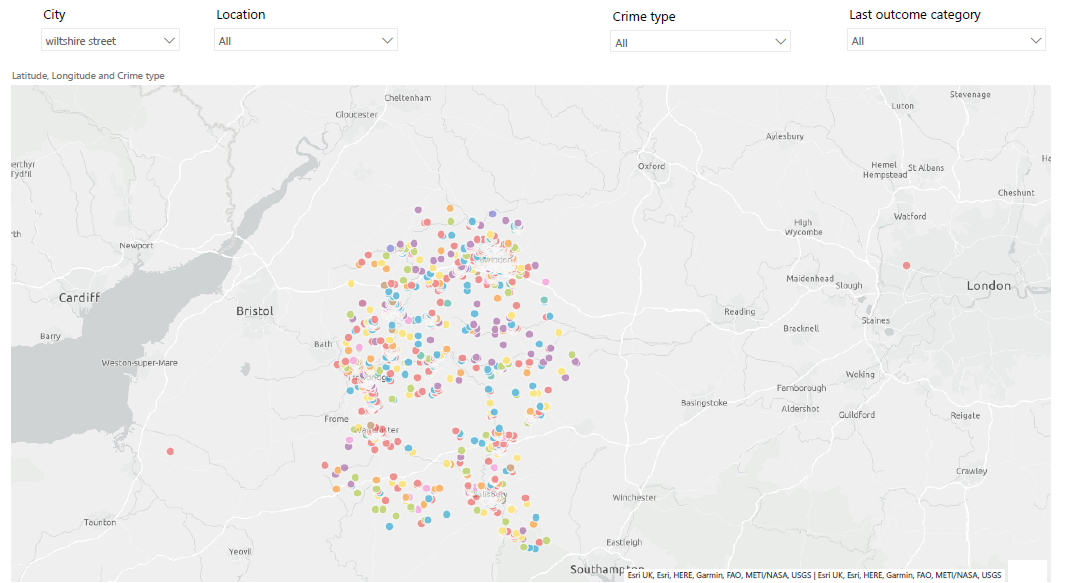 City
Location
Crime type
Last outcome category
wiltshire street
All
All
All
Latitude, Longitude and Crime type
Cheltenham
Stevenage
Luton
Gloucester
Aylesbury
erthyr
Tydfil
Oxford
Hemel
Hempstead
St Albans
Ha
Cheshunt
Watford
rth
High
Wycombe
Newport
Swindon
Maidenhead
Slough
London
Cardiff
Bristol
Reading
Staines
Barry
Bracknell
Bath
Weston-super-Mare
Woking
Farnborough
Basingstoke
Aldershot
Guildford
Reigate
Frome
Crawley
Winchester
Taunton
Eastleigh
Yeovil
Southampton
Esri UK, Esri, HERE, Garmin, FAO, METI/NASA, USGS | Esri UK, Esri, HERE, Garmin, FAO, METI/NASA, USGS